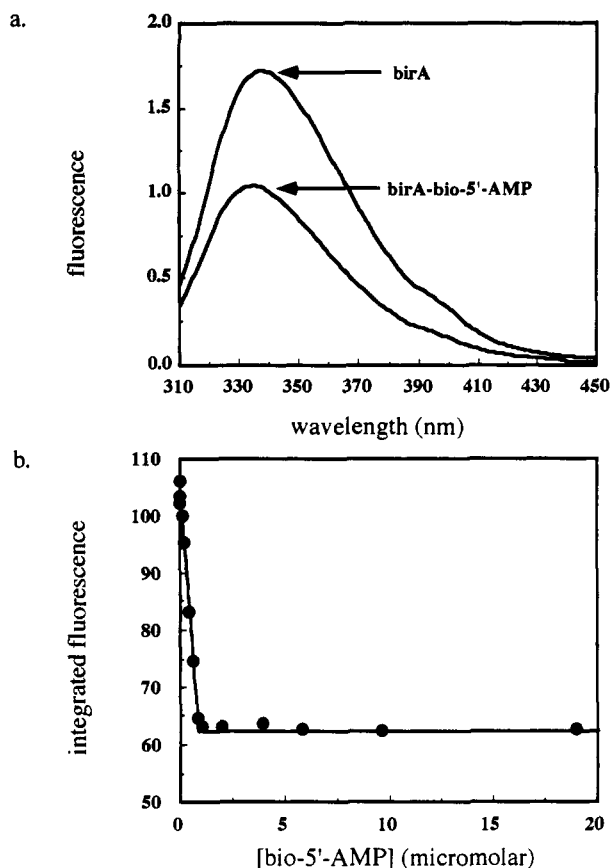 a.
2.0
1.5
1.0
0.5
0.0
fluorescence
birA
birA-bio-5'-AMP
310 330 350 370 390 410 430 450
wavelength (nm)
b.
110
100
90
80
70
60
50
integrated fluorescence
0 5 10 15 20
[bio-5'-AMP] (micromolar)